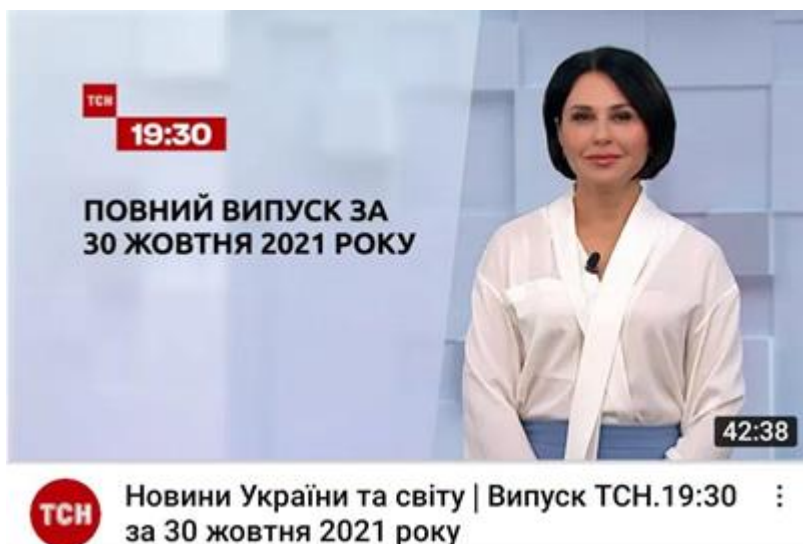 ТСН
19:30
ПОВНИЙ ВИПУСК ЗА
30 ЖОВТНЯ 2021 РОКУ
42:38
ТСН
Новини України та світу | Випуск ТСН.19:30
за 30 жовтня 2021 року